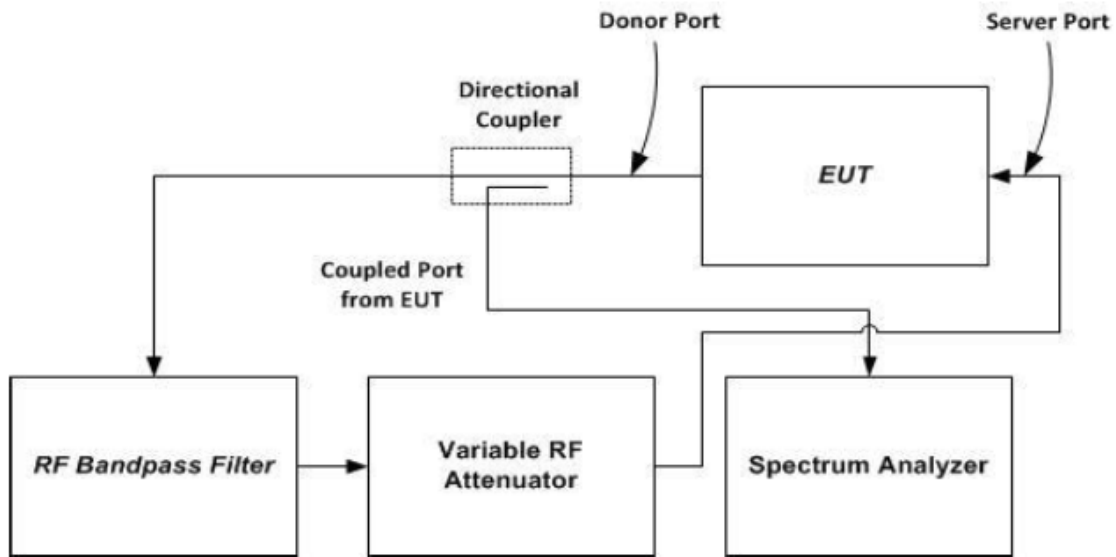 Donor Port
Server Port
Directional
Coupler
EUT
Coupled Port
from EUT
RF Bandpass Filter
Variable RF
Attenuator
Spectrum Analyzer